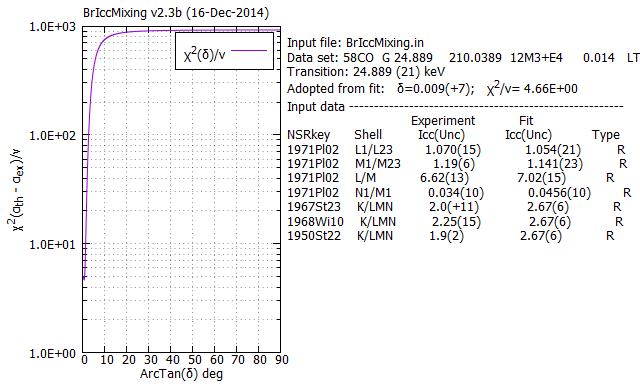 BrIccMixing v2.3b (16-Dec-2014)
1.0E+03
1.0E+02
1.0E+01
1.0E+00
χ²(αth - αex)/ν
χ²(δ)/ν
0 10 20 30 40 50 60 70 80 90
ArcTan(δ) deg
Input file: BrIccMixing.in
Data set: 58CO G 24.889 210.0389 12M3+E4 0.014 LT
Transition: 24.889 (21) keV
Adopted from fit: δ=0.009(+7); χ²/ν= 4.66E+00
Input data ------------------------------------------------------
Experiment Fit
NSRkey Shell Icc(Unc) Icc(Unc) Type
1971Pl02 L1/L23 1.070(15) 1.054(21) R
1971Pl02 M1/M23 1.19(6) 1.141(23) R
1971Pl02 L/M 6.62(13) 7.02(15) R
1971Pl02 N1/M1 0.034(10) 0.0456(10) R
1967St23 K/LMN 2.0(+11) 2.67(6) R
1968Wi10 K/LMN 2.25(15) 2.67(6) R
1950St22 K/LMN 1.9(2) 2.67(6) R